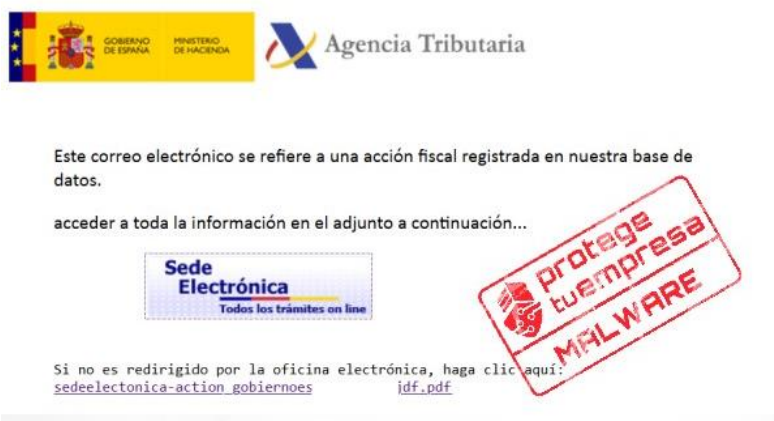 GOBIERNO
DE ESPAÑA
MINISTERIO
DE HACIENDA
Agencia Tributaria
Este correo electrónico se refiere a una acción fiscal registrada en nuestra base de
datos.
acceder a toda la información en el adjunto a continuación...
Sede
Electrónica
Todos los trámites on line
protege
tuempresa
MALWARE
Si no es redirigido por la oficina electrónica, haga clic aquí:
sedeelectonica-action gobiernoes jdf.pdf